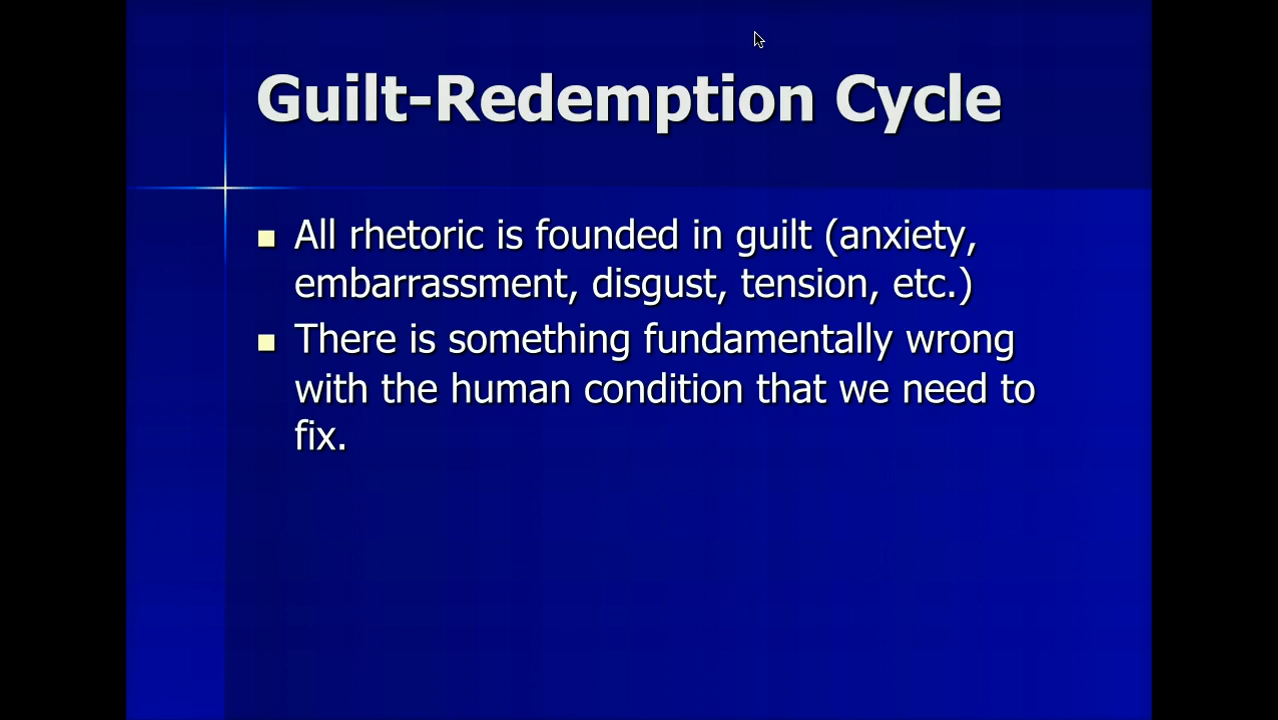 Guilt-Redemption Cycle
All rhetoric is founded in guilt (anxiety,
embarrassment, disgust, tension, etc.)
There is something fundamentally wrong
with the human condition that we need to
fix.